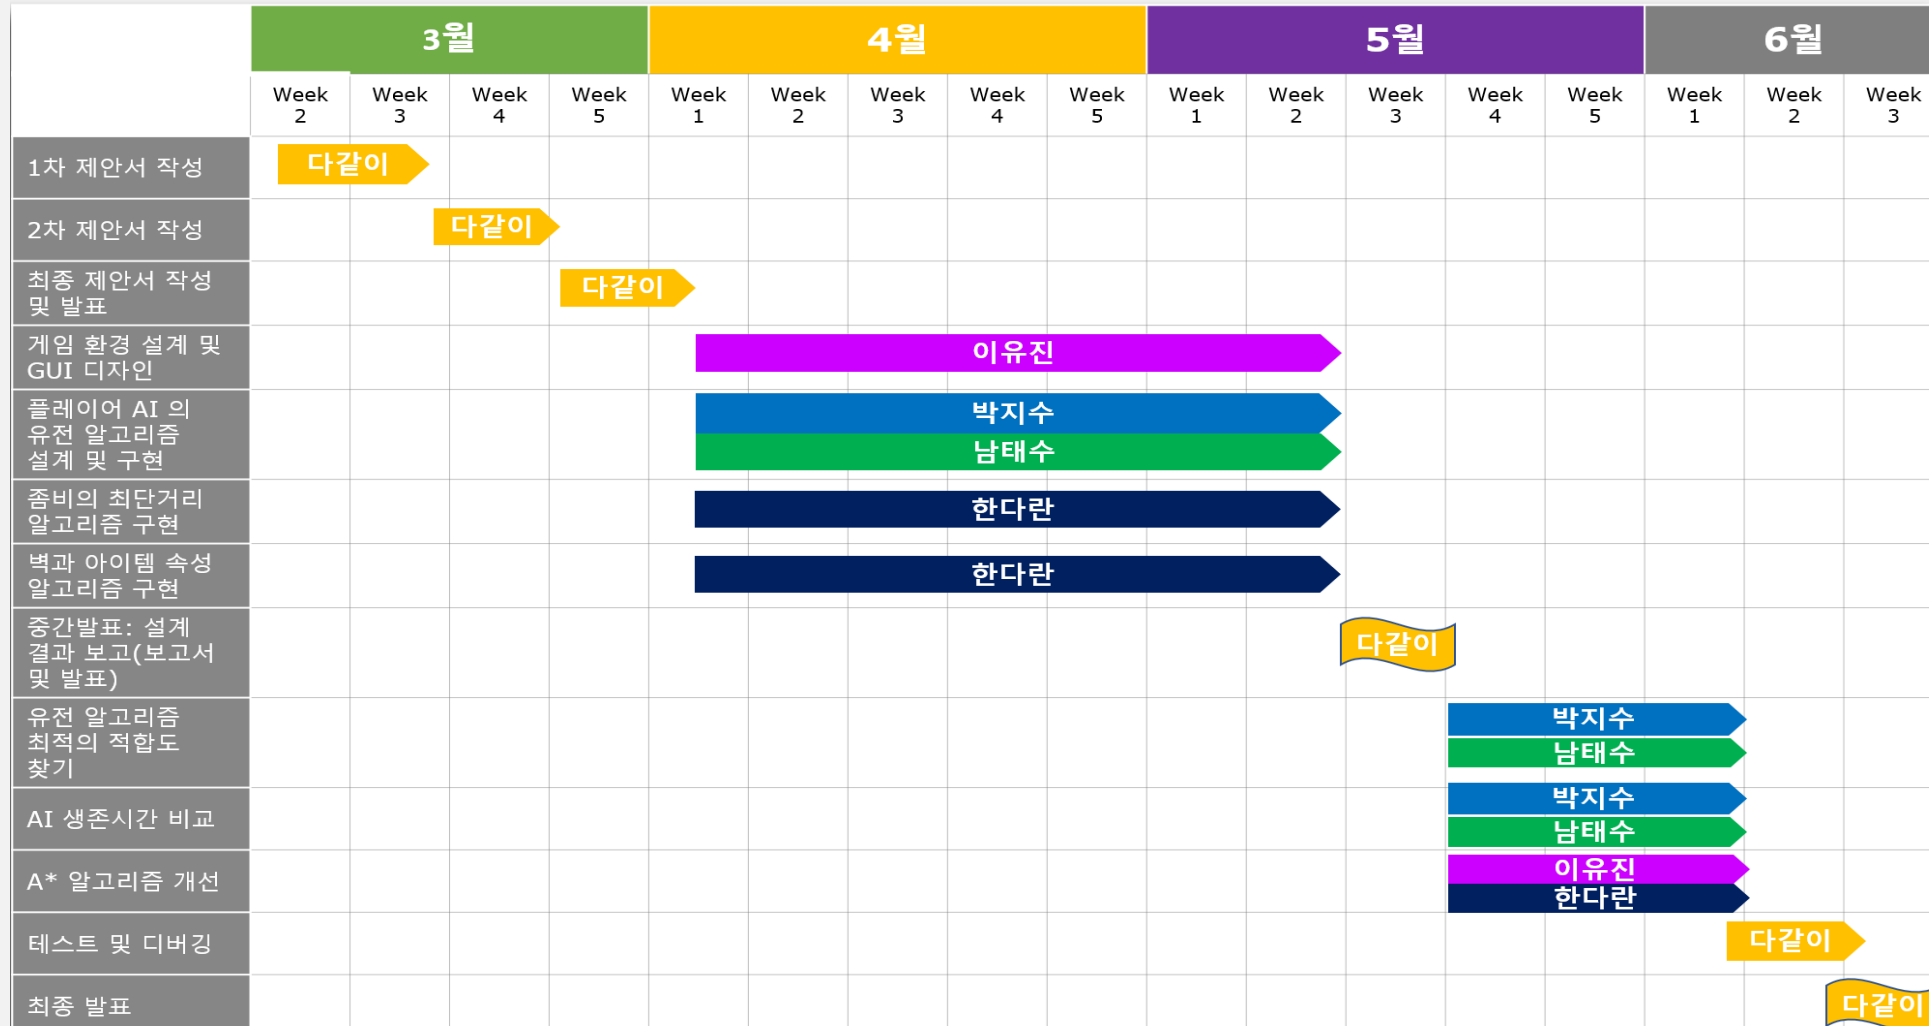 3월 4월 5월 6월
Week Week Week Week Week Week Week Week Week Week Week Week Week Week Week Week Week
2 3 4 5 1 2 3 4 5 1 2 3 4 5 1 2 3
1차 제안서 작성
다같이
2차 제안서 작성
다같이
최종 제안서 작성
및 발표
다같이
게임 환경 설계 및
GUI 디자인
이유진
플레이어 AI 의
유전 알고리즘
설계 및 구현
박지수
남태수
좀비의 최단거리
알고리즘 구현
한다란
벽과 아이템 속성
알고리즘 구현
한다란
중간발표: 설계
결과 보고(보고서
및 발표)
다같이
유전 알고리즘
최적의 적합도
찾기
박지수
남태수
AI 생존시간 비교
박지수
남태수
A* 알고리즘 개선
이유진
한다란
테스트 및 디버깅
다같이
최종 발표
다같이